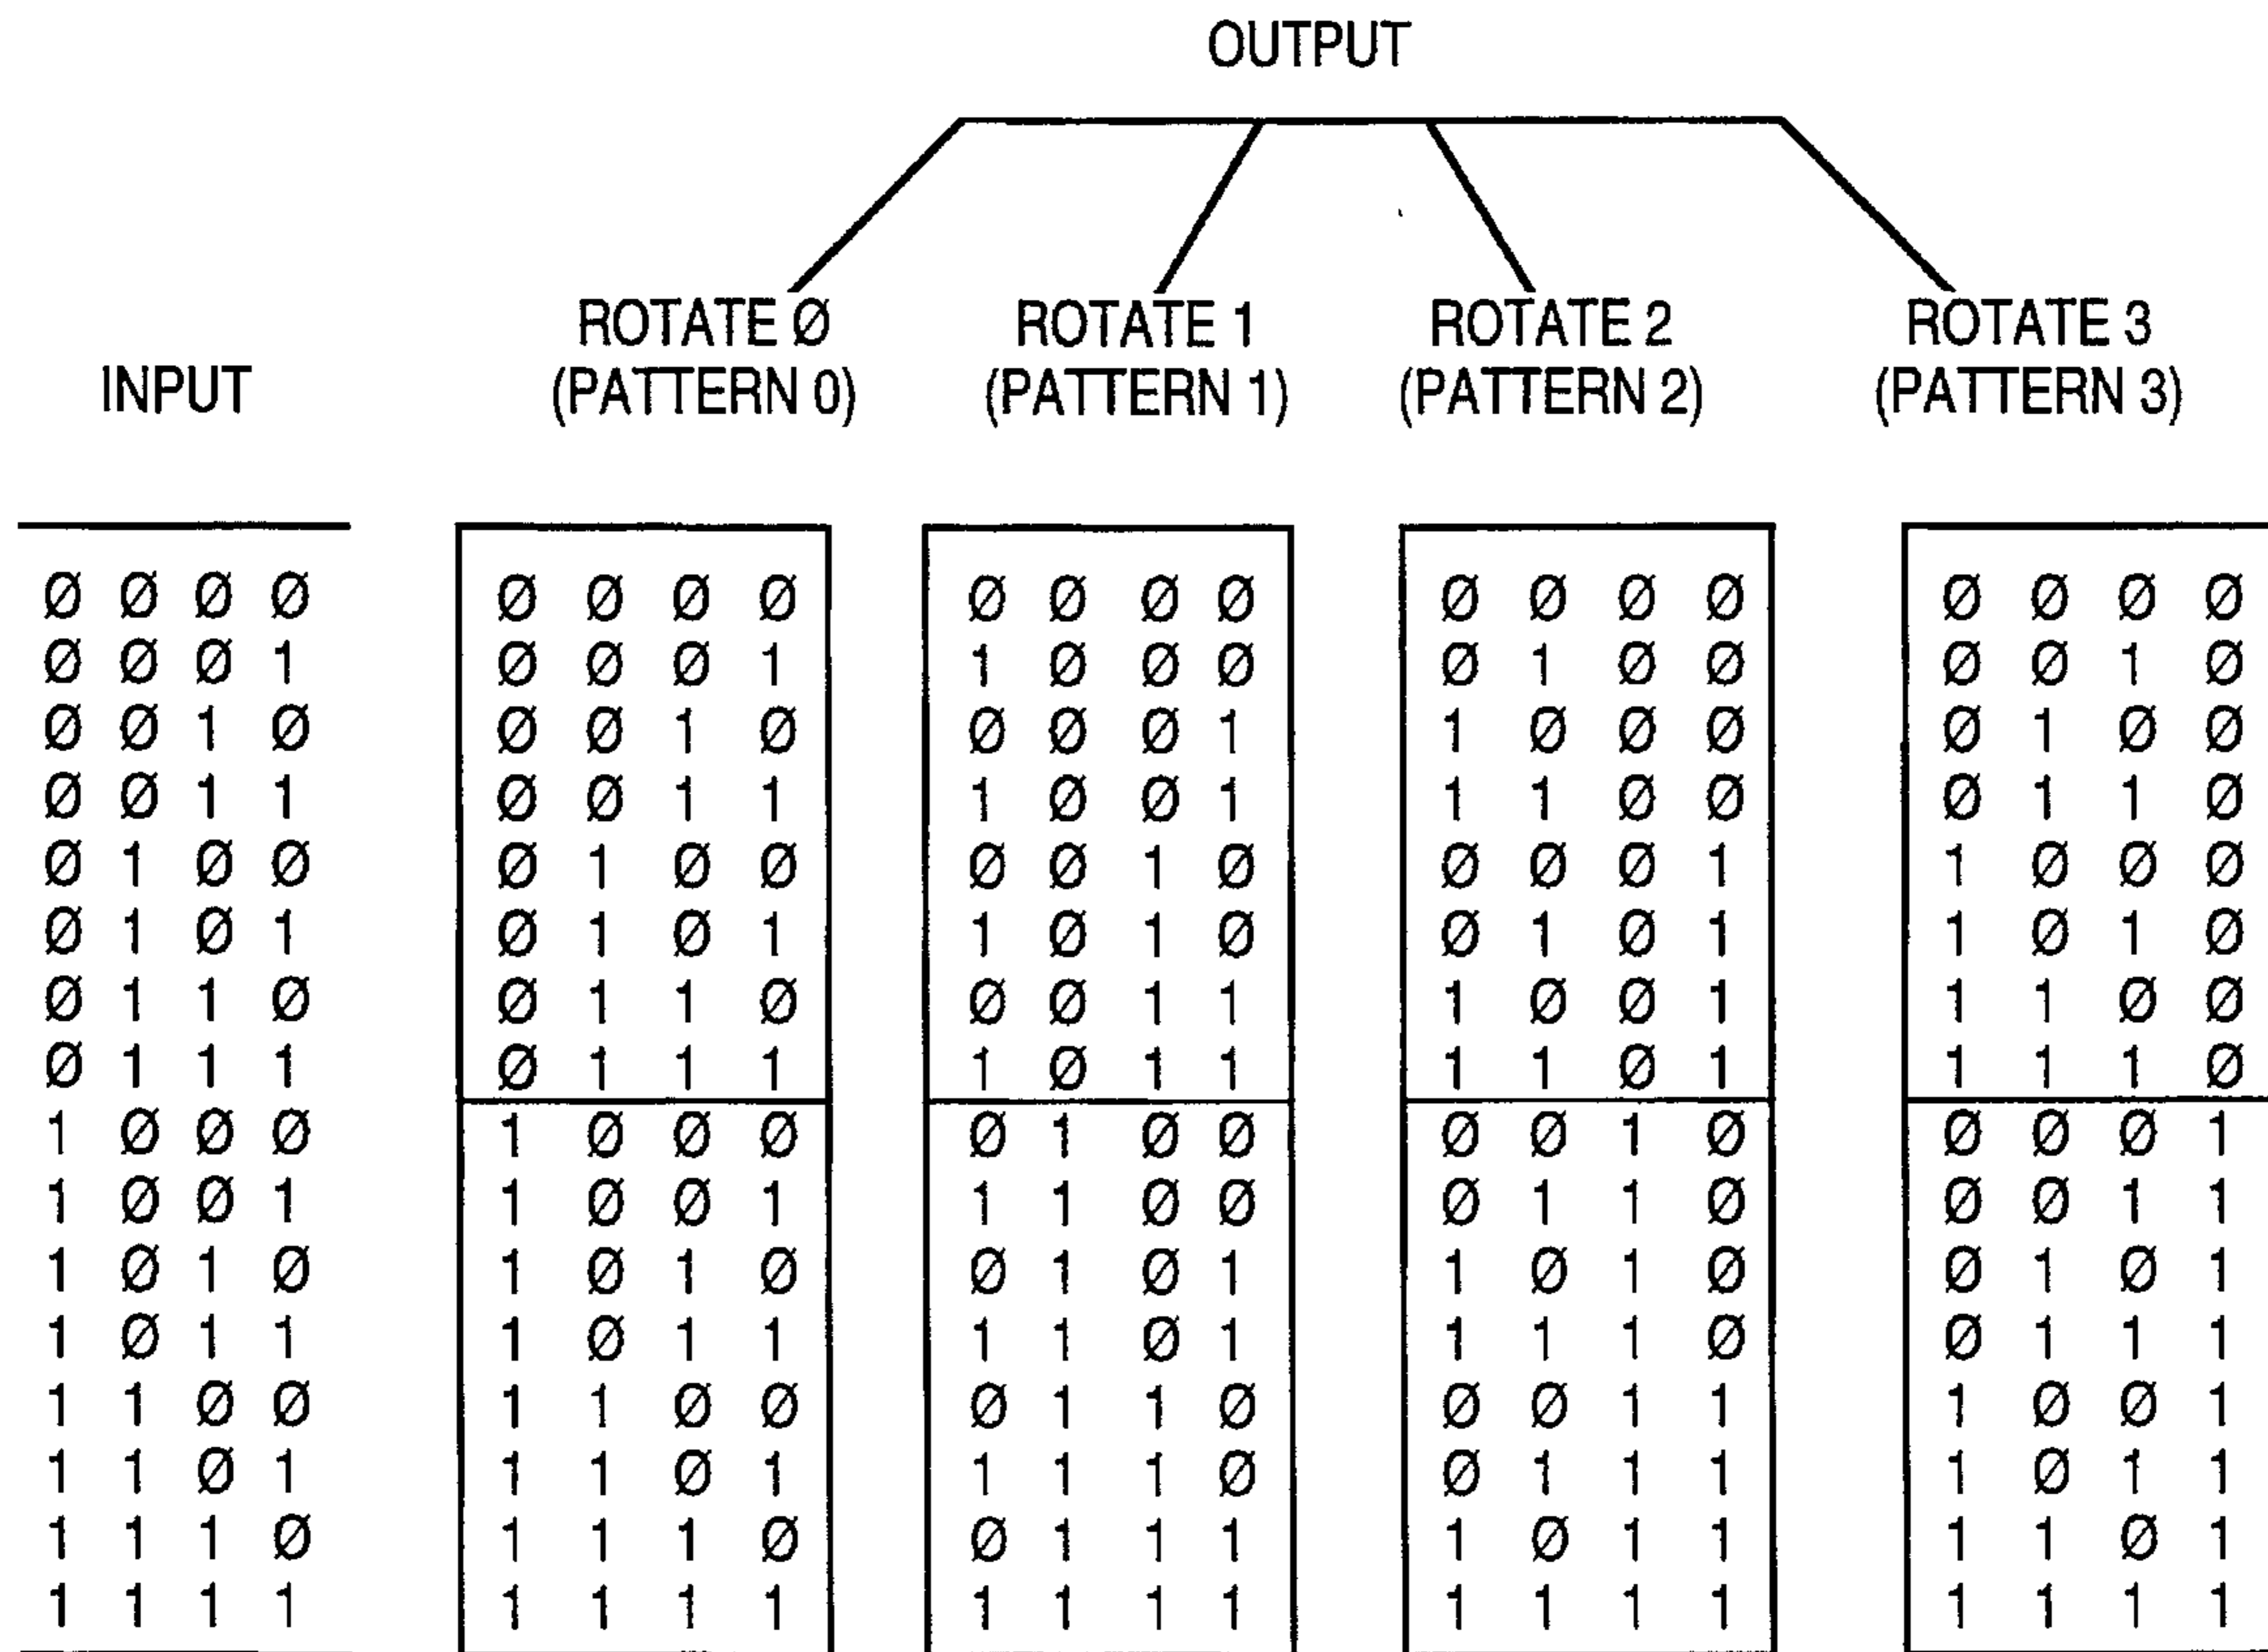 OUTPUT
ROTATE Ø ROTATE 1 ROTATE 2 ROTATE 3
INPUT (PATTERN 0) (PATTERN 1) (PATTERN 2) (PATTERN 3)
Ø Ø Ø Ø Ø Ø Ø Ø Ø Ø Ø Ø Ø Ø Ø Ø Ø Ø Ø Ø
Ø Ø Ø 1 Ø Ø Ø 1 1 Ø Ø Ø Ø 1 Ø Ø Ø Ø 1 Ø
Ø Ø 1 Ø Ø Ø 1 Ø Ø Ø Ø 1 1 Ø Ø Ø Ø 1 Ø Ø
Ø Ø 1 1 Ø Ø 1 1 1 Ø Ø 1 1 1 Ø Ø Ø 1 1 Ø
Ø 1 Ø Ø Ø 1 Ø Ø Ø Ø 1 Ø Ø Ø Ø 1 1 Ø Ø Ø
Ø 1 Ø 1 Ø 1 Ø 1 1 Ø 1 Ø Ø 1 Ø 1 1 Ø 1 Ø
Ø 1 1 Ø Ø 1 1 Ø Ø Ø 1 1 1 Ø Ø 1 1 1 Ø Ø
Ø 1 1 1 Ø 1 1 1 1 Ø 1 1 1 1 Ø 1 1 1 1 Ø
1 Ø Ø Ø 1 Ø Ø Ø Ø 1 Ø Ø Ø Ø 1 Ø Ø Ø Ø 1
1 Ø Ø 1 1 Ø Ø 1 1 1 Ø Ø Ø 1 1 Ø Ø Ø 1 1
1 Ø 1 Ø 1 Ø 1 Ø Ø 1 Ø 1 1 Ø 1 Ø Ø 1 Ø 1
1 Ø 1 1 1 Ø 1 1 1 1 Ø 1 1 1 1 Ø Ø 1 1 1
1 1 Ø Ø 1 1 Ø Ø Ø 1 1 Ø Ø Ø 1 1 1 Ø Ø 1
1 1 Ø 1 1 1 Ø 1 1 1 1 Ø Ø 1 1 1 1 Ø 1 1
1 1 1 Ø 1 1 1 Ø Ø 1 1 1 1 Ø 1 1 1 1 Ø 1
1 1 1 1 1 1 1 1 1 1 1 1 1 1 1 1 1 1 1 1